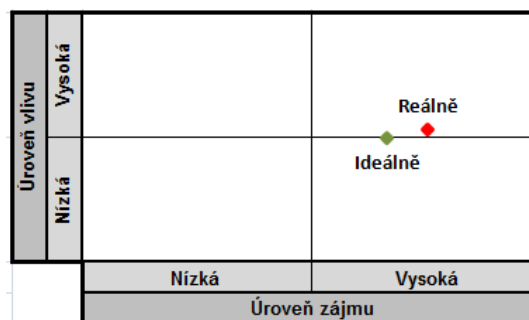 Úroveň vlivu
Vysoká
Nízká
Reálně
Ideálně
Nízká
Vysoká
Úroveň zájmu